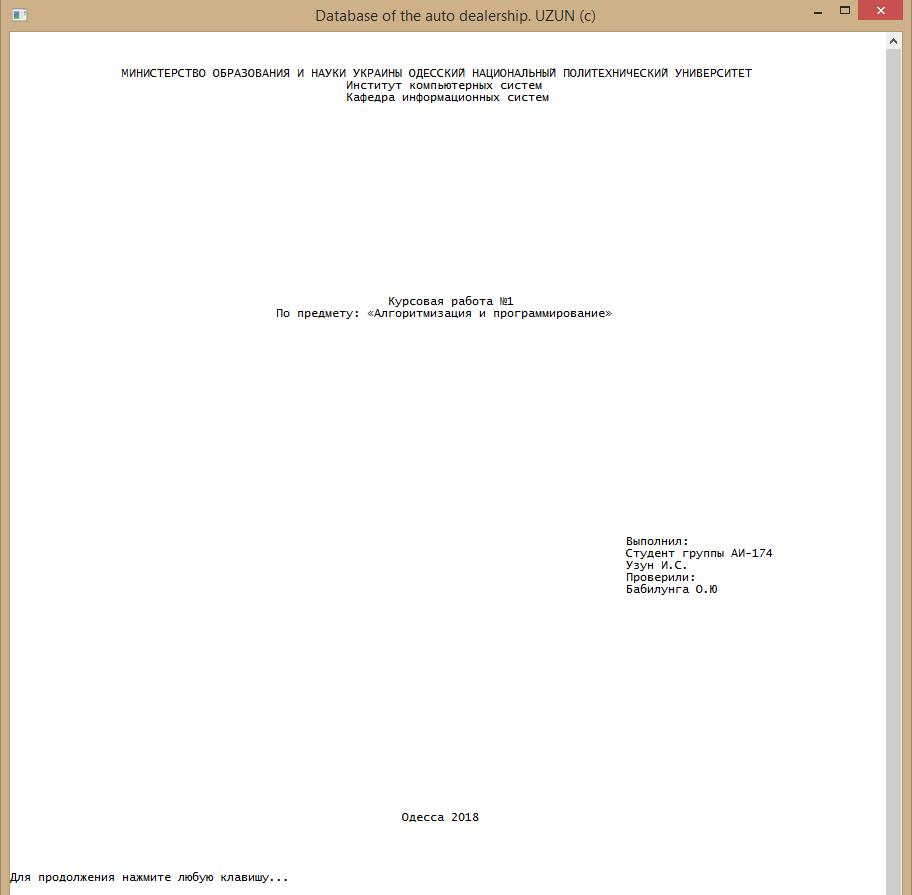 Database of the auto dealership. UZUN (c)
МИНИСТЕРСТВО ОБРАЗОВАНИЯ И НАУКИ УКРАИНЫ ОДЕССКИЙ НАЦИОНАЛЬНЫЙ ПОЛИТЕХНИЧЕСКИЙ УНИВЕРСИТЕТ
Институт компьютерных систем
Кафедра информационных систем
Курсовая работа №1
По предмету: «Алгоритмизация и программирование»
Выполнил:
Студент группы АИ-174
Узун И.С.
Проверили:
Бабилунга О.Ю
Одесса 2018
Для продолжения нажмите любую клавишу...